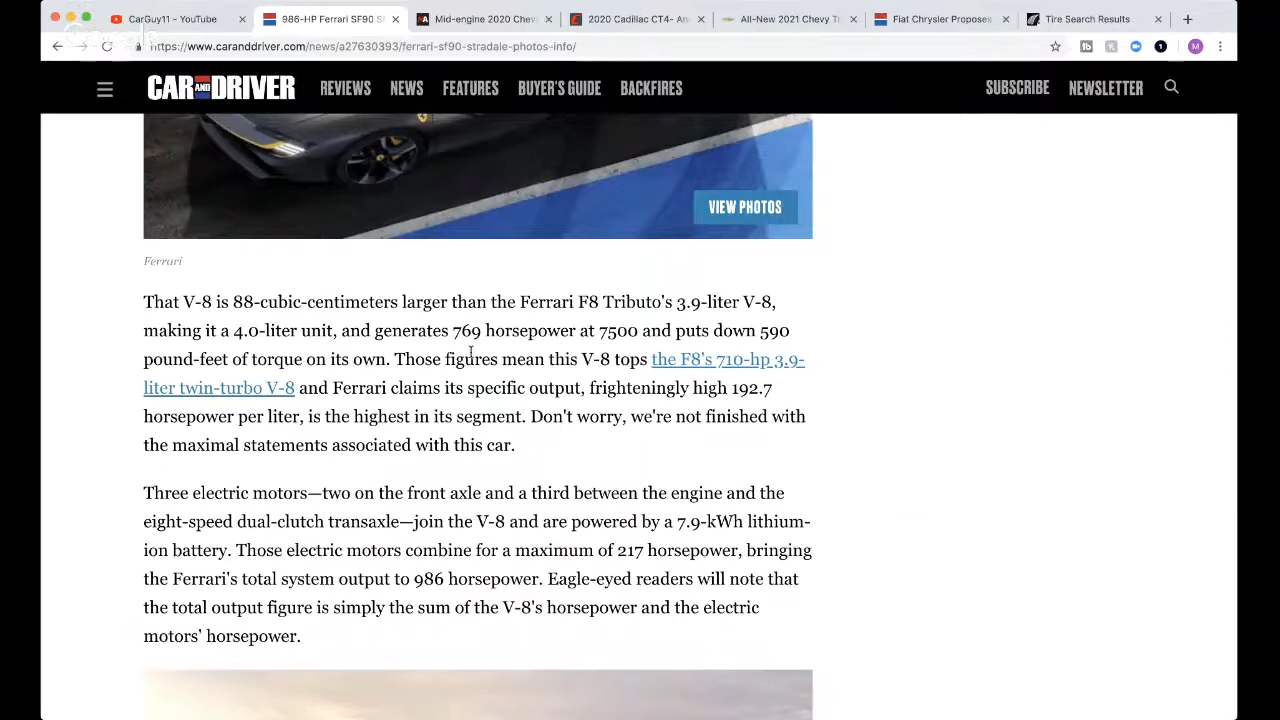 CarGuy11 - YouTube
986-HP Ferrari SF90 S
Mid-engine 2020 Chev
2020 Cadillac CT4- An
All-New 2021 Chevy T
Fiat Chrysler Proposes
Tire Search Results
https://www.caranddriver.com/news/a27630393/ferrari-sf90-stradale-photos-info/
CAR AND DRIVER REVIEWS NEWS FEATURES BUYER'S GUIDE BACKFIRES SUBSCRIBE NEWSLETTER
VIEW PHOTOS
Ferrari
That V-8 is 88-cubic-centimeters larger than the Ferrari F8 Tributo's 3.9-liter V-8,
making it a 4.0-liter unit, and generates 769 horsepower at 7500 and puts down 590
pound-feet of torque on its own. Those figures mean this V-8 tops the F8's 710-hp 3.9-
liter twin-turbo V-8 and Ferrari claims its specific output, frighteningly high 192.7
horsepower per liter, is the highest in its segment. Don't worry, we're not finished with
the maximal statements associated with this car.
Three electric motors—two on the front axle and a third between the engine and the
eight-speed dual-clutch transaxle—join the V-8 and are powered by a 7.9-kWh lithium-
ion battery. Those electric motors combine for a maximum of 217 horsepower, bringing
the Ferrari's total system output to 986 horsepower. Eagle-eyed readers will note that
the total output figure is simply the sum of the V-8's horsepower and the electric
motors' horsepower.